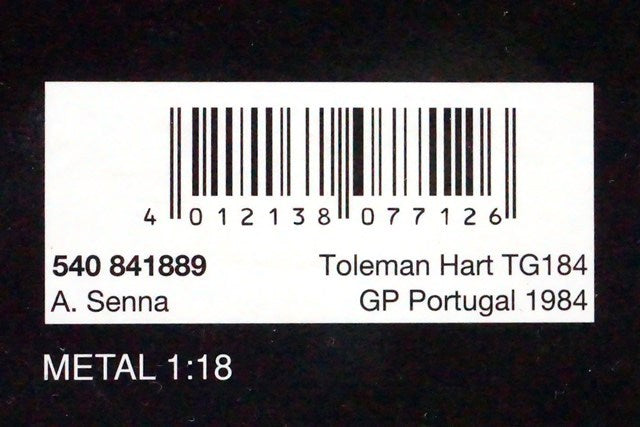 4 012138 077126
540 841889 Toleman Hart TG184
A. Senna GP Portugal 1984
METAL 1:18